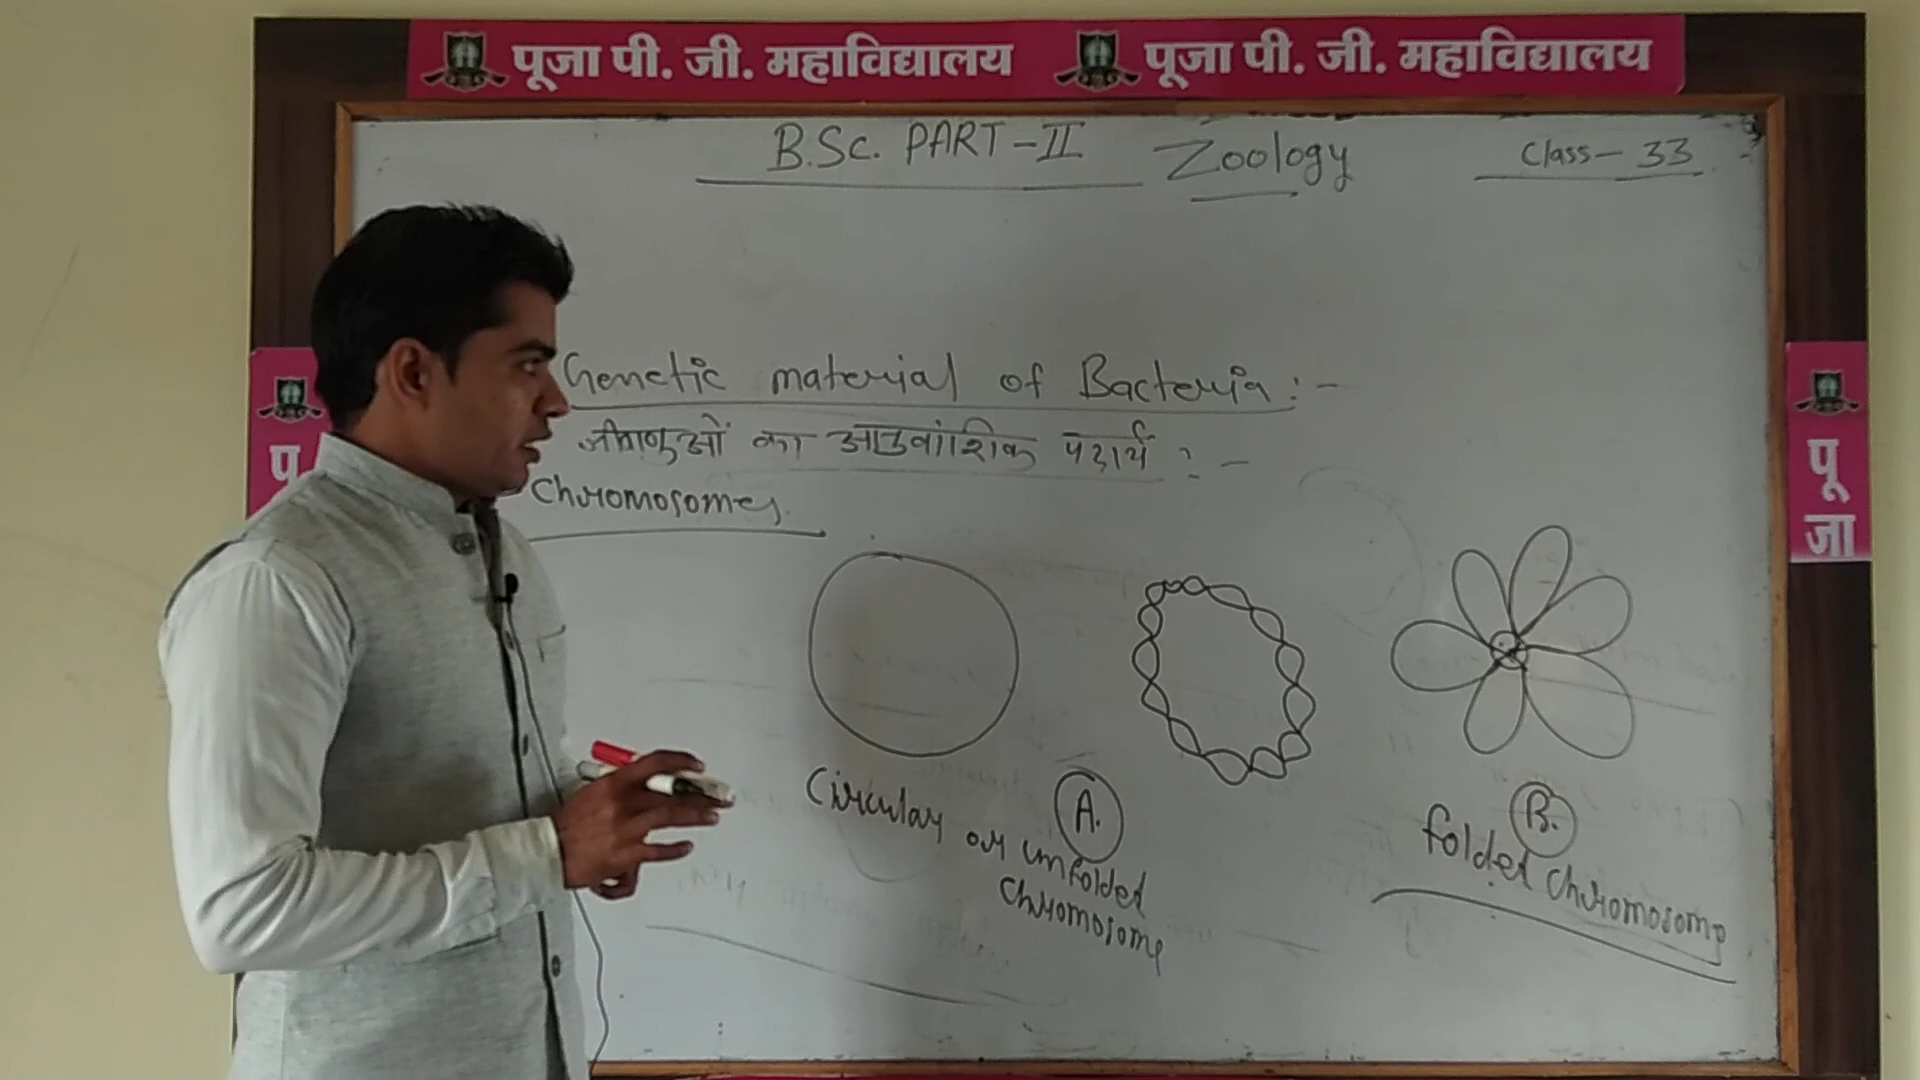 पूजा पी. जी. महाविद्यालय पूजा पी. जी. महाविद्यालय
B.Sc. PART-II Zoology Class-33
Genetic material of Bacteria:-
जीवाणुओं का आनुवांशिक पदार्थ :-
Chromosomes.
पू
पू
जा
A.
Circular or unfolded
Chromosome
B.
folded Chromosome